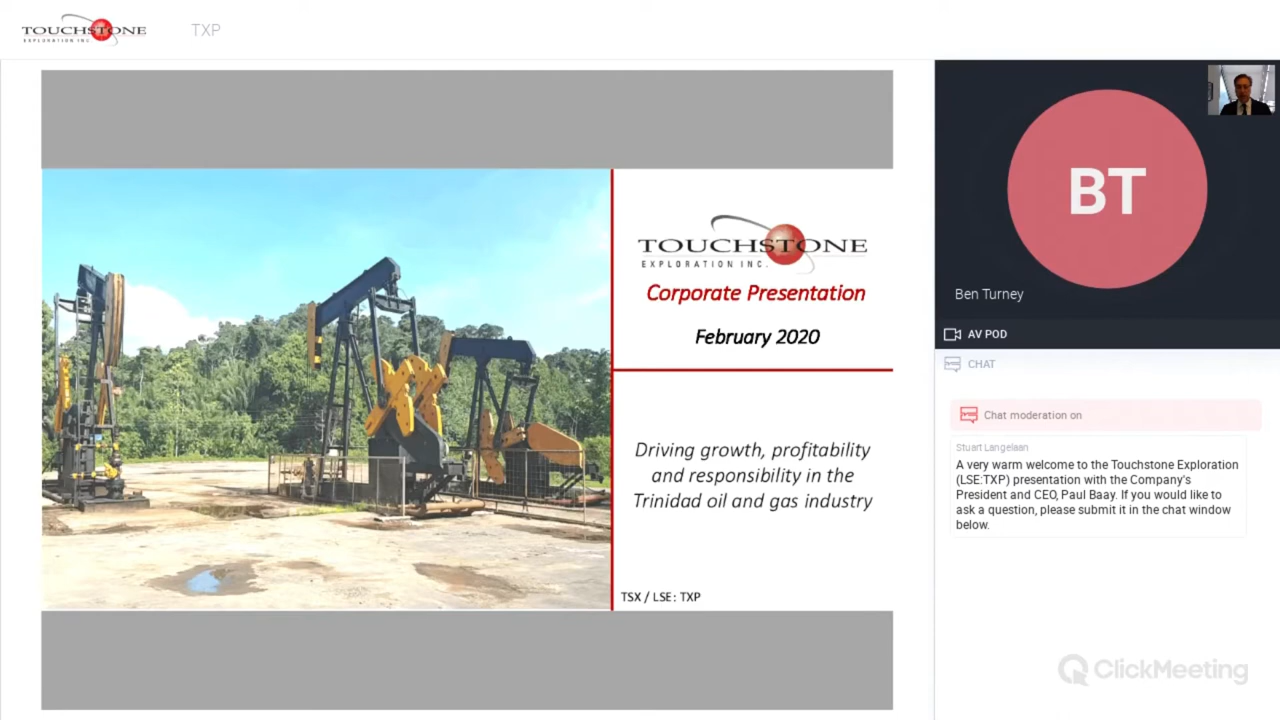 TOUCHSTONE
EXPLORATION INC.
TXP
TOUCHSTONE
EXPLORATION INC.
Corporate Presentation
February 2020
Driving growth, profitability
and responsibility in the
Trinidad oil and gas industry
TSX / LSE: TXP
BT
Ben Turney
AV POD
CHAT
Chat moderation on
Stuart Langelaan
A very warm welcome to the Touchstone Exploration
(LSE:TXP) presentation with the Company's
President and CEO, Paul Baay. If you would like to
ask a question, please submit it in the chat window
below.
ClickMeeting